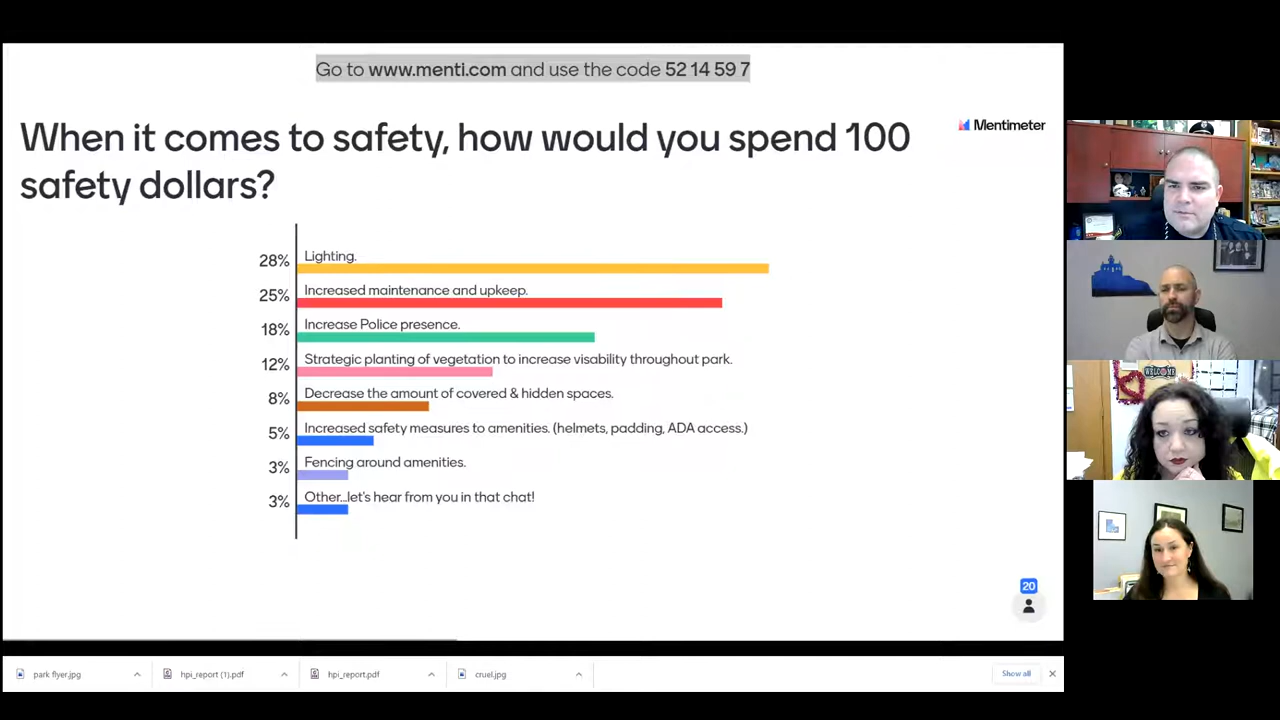 Go to www.menti.com and use the code 52 14 59 7
When it comes to safety, how would you spend 100
safety dollars?
Mentimeter
28% Lighting.
25% Increased maintenance and upkeep.
18% Increase Police presence.
12% Strategic planting of vegetation to increase visability throughout park.
8% Decrease the amount of covered & hidden spaces.
5% Increased safety measures to amenities. (helmets, padding, ADA access.)
3% Fencing around amenities.
3% Other...let's hear from you in that chat!
20
WELCOME
park flyer.jpg
hpi_report (1).pdf
hpi_report.pdf
cruel.jpg
Show all